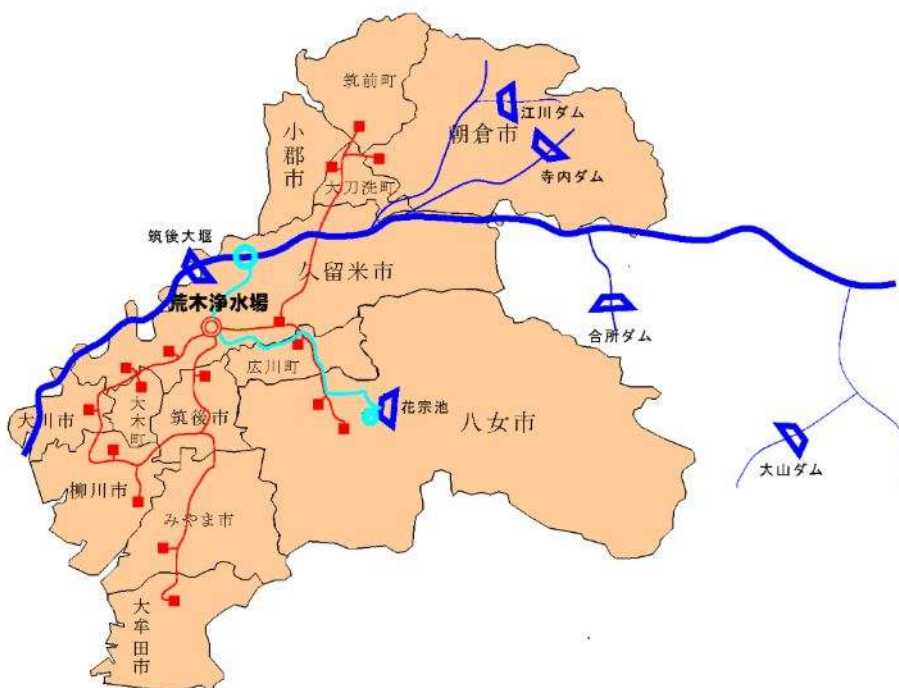 筑前町
江川ダム
小郡市
朝倉市
寺内ダム
大刀洗町
筑後大堰
久留米市
荒木浄水場
合所ダム
広川町
大川市
大木町
筑後市
花宗池
八女市
大山ダム
柳川市
みやま市
大牟田市